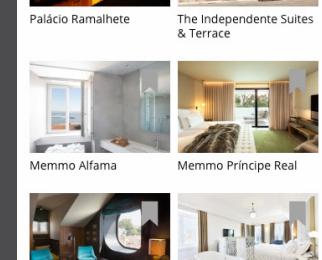 Palácio Ramalhete
The Independente Suites
& Terrace
Memmo Alfama
Memmo Príncipe Real